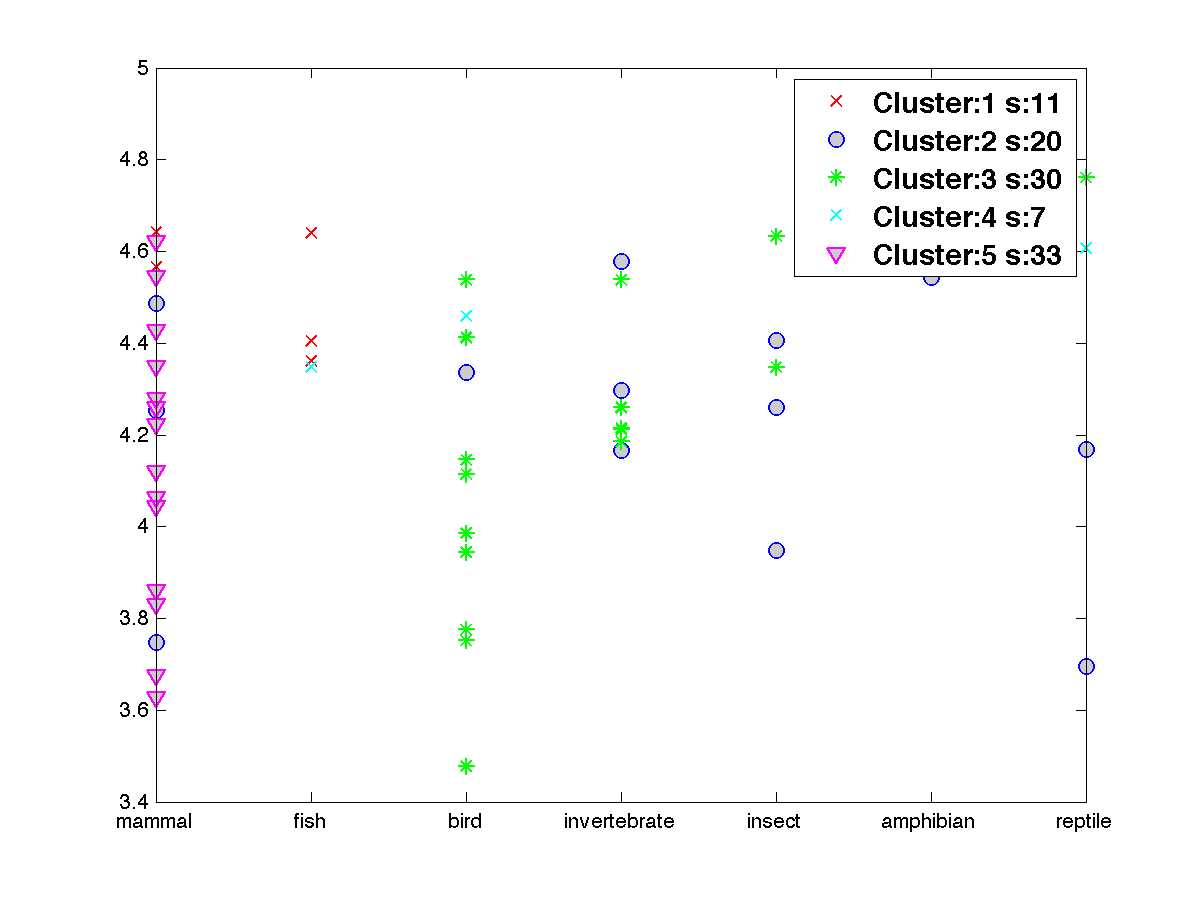 5
4.8
4.6
4.4
4.2
4
3.8
3.6
3.4
Cluster:1 s:11
Cluster:2 s:20
Cluster:3 s:30
Cluster:4 s:7
Cluster:5 s:33
mammal fish bird invertebrate insect amphibian reptile